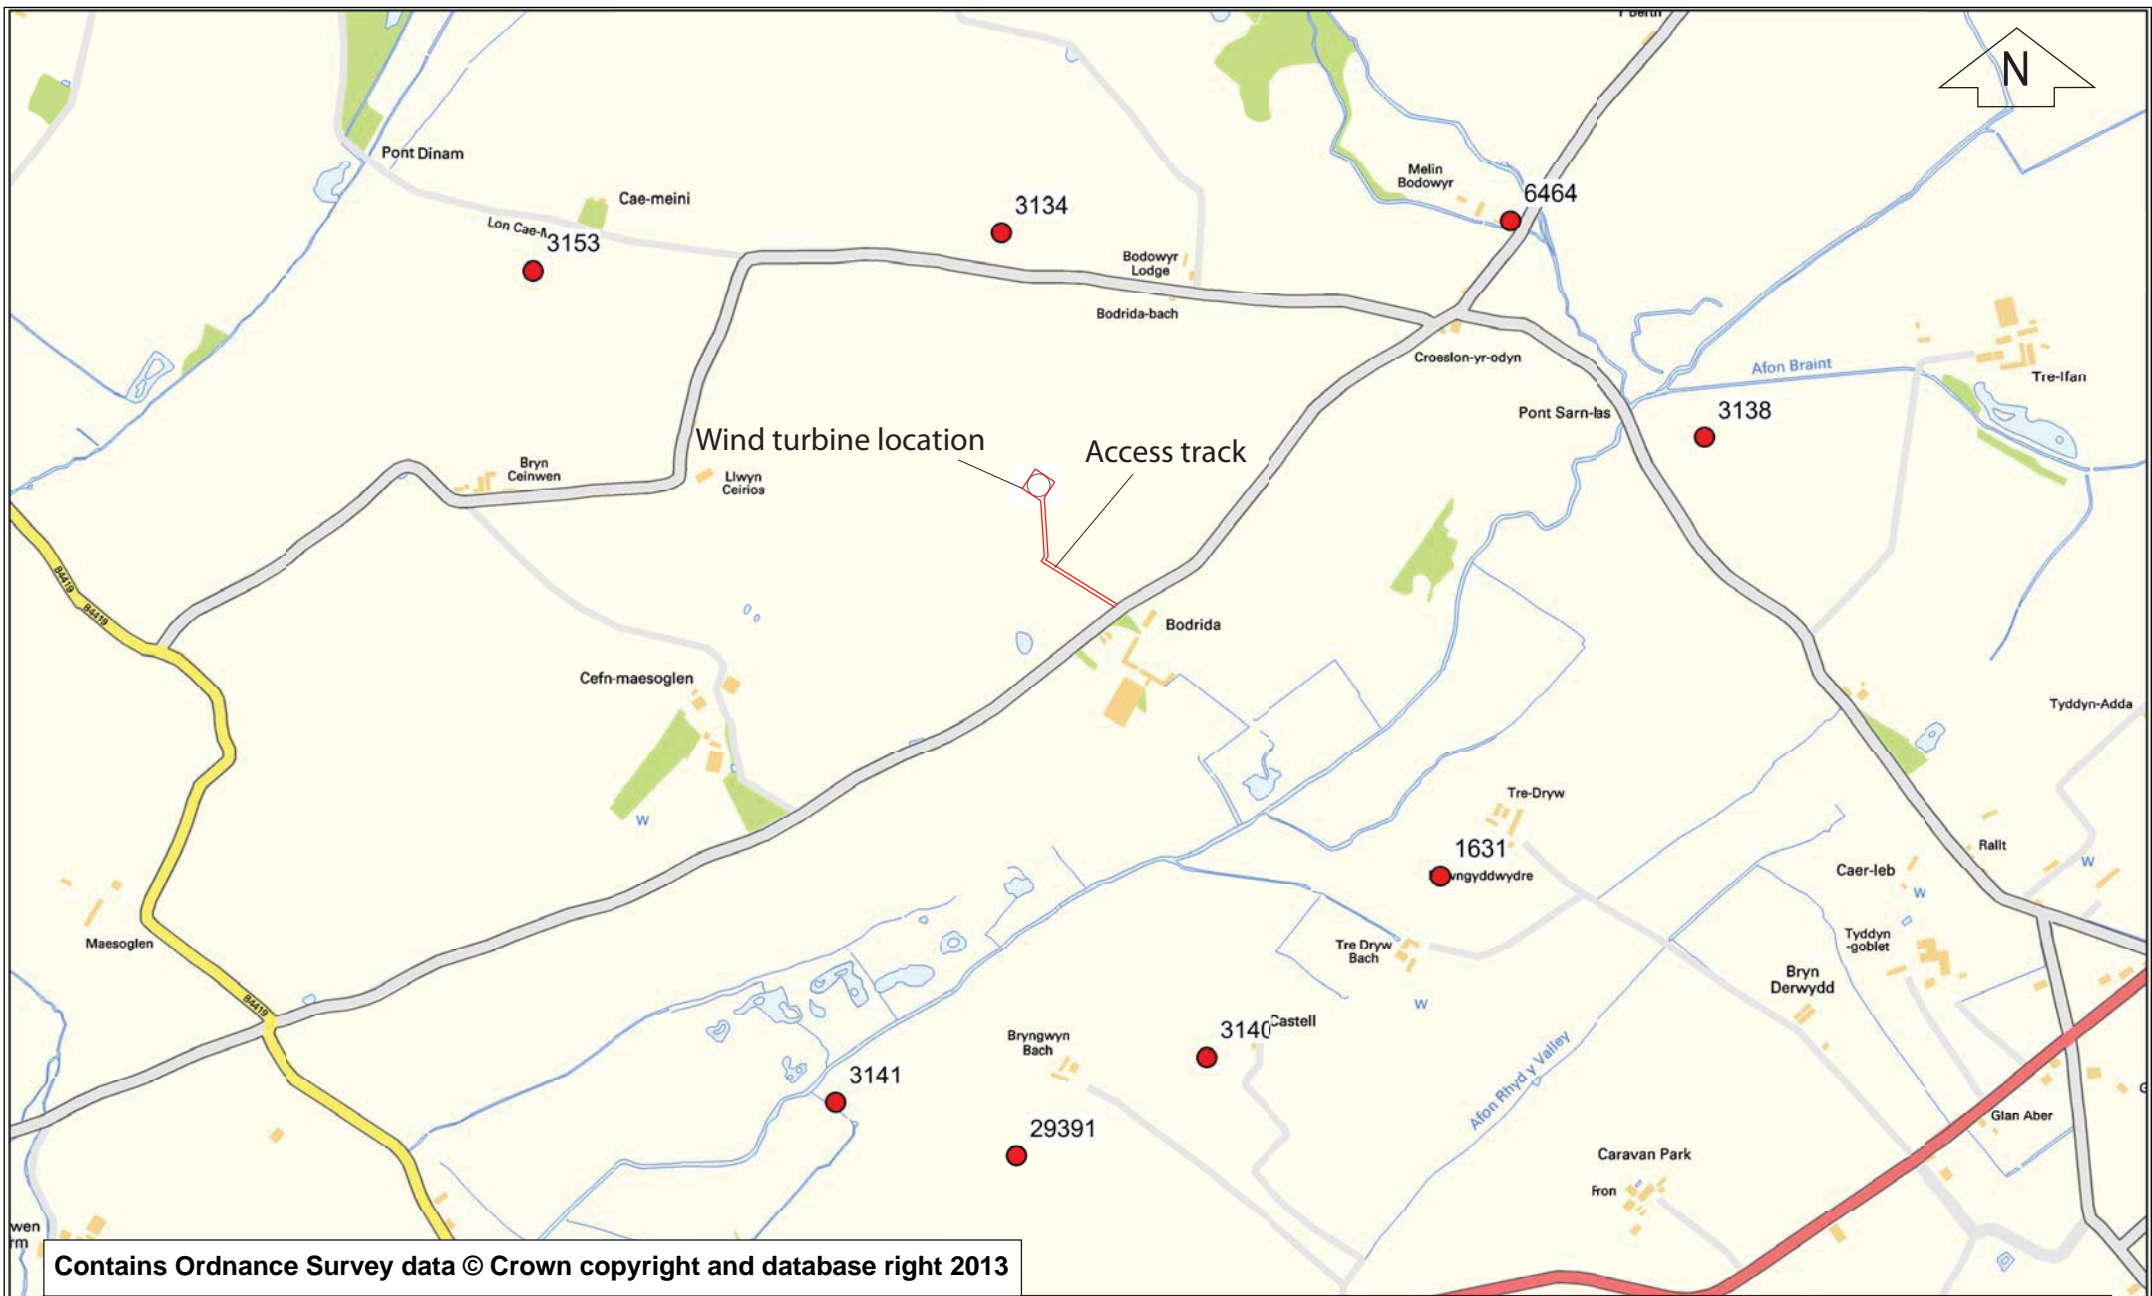 Y Berth
N
Pont Dinam
Cae-meini
Lon Cae-
3153
3134
Melin
Bodowyr
6464
Bodowyr
Lodge
Bodrida-bach
Croeslon-yr-odyn
Afon Braint
Tre-Ifan
Pont Sarn-las
3138
Wind turbine location
Access track
Bryn
Ceinwen
Llwyn
Ceirios
B4419
B4419
Bodrida
Cefn-maesoglen
Tyddyn-Adda
W
Tre-Dryw
1631
Rallt
W
Caer-leb
W
Maesoglen
Tre Dryw
Bach
Tyddyn
-goblet
Bryn
Derwydd
W
B4419
Bryngwyn
Bach
3140
Castell
Afon Rhyd y Valley
3141
29391
Glan Aber
Caravan Park
Fron
wen
rm
Contains Ordnance Survey data © Crown copyright and database right 2013